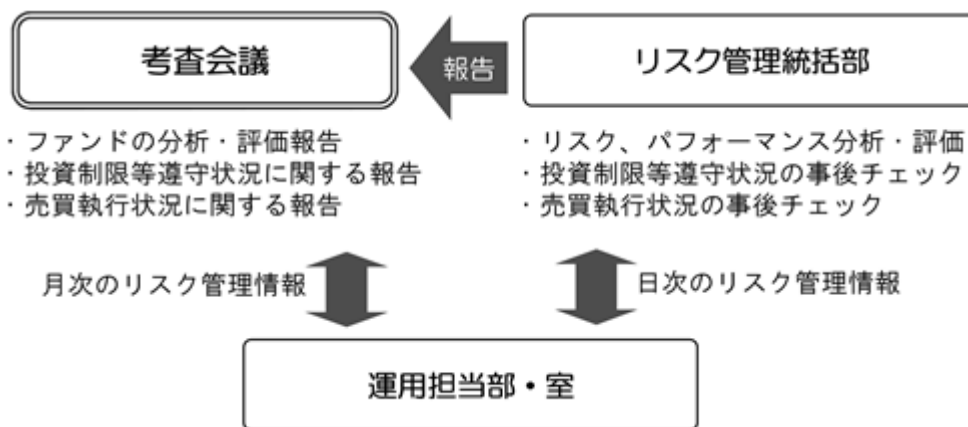 考査会議
報告
リスク管理統括部
・ファンドの分析・評価報告
・投資制限等遵守状況に関する報告
・売買執行状況に関する報告
・リスク、パフォーマンス分析・評価
・投資制限等遵守状況の事後チェック
・売買執行状況の事後チェック
月次のリスク管理情報
日次のリスク管理情報
運用担当部・室